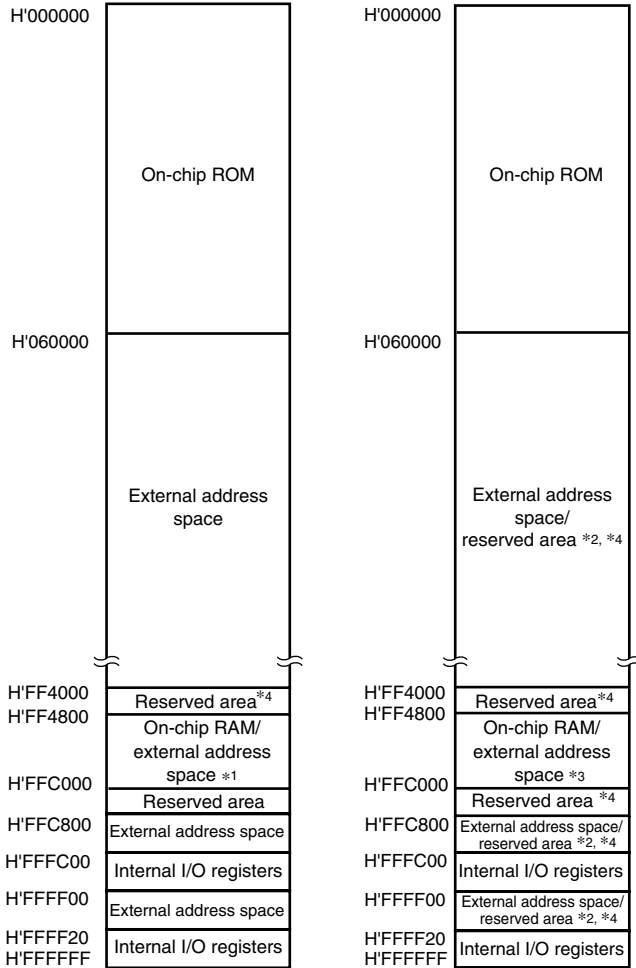 H'000000
On-chip ROM
H'060000
External address
space
H'FF4000
Reserved area*4
H'FF4800
On-chip RAM/
external address
space *1
H'FFC000
Reserved area
H'FFC800
External address space
H'FFFC00
Internal I/O registers
H'FFFF00
External address space
H'FFFF20
Internal I/O registers
H'FFFFFF
H'000000
On-chip ROM
H'060000
External address
space/
reserved area *2, *4
H'FF4000
Reserved area*4
H'FF4800
On-chip RAM/
external address
space *3
H'FFC000
Reserved area *4
H'FFC800
External address space/
reserved area *2, *4
H'FFFC00
Internal I/O registers
H'FFFF00
External address space/
reserved area *2, *4
H'FFFF20
Internal I/O registers
H'FFFFFF